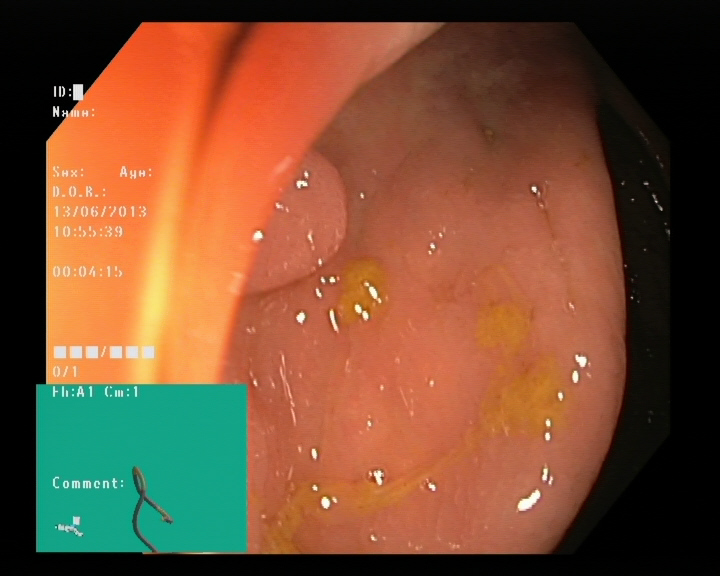 ID:
Name:
Sex: Age:
D.O.B.:
13/06/2013
10:55:39
00:04:15
/
0/1
Eh:A1 Cm:1
Comment: